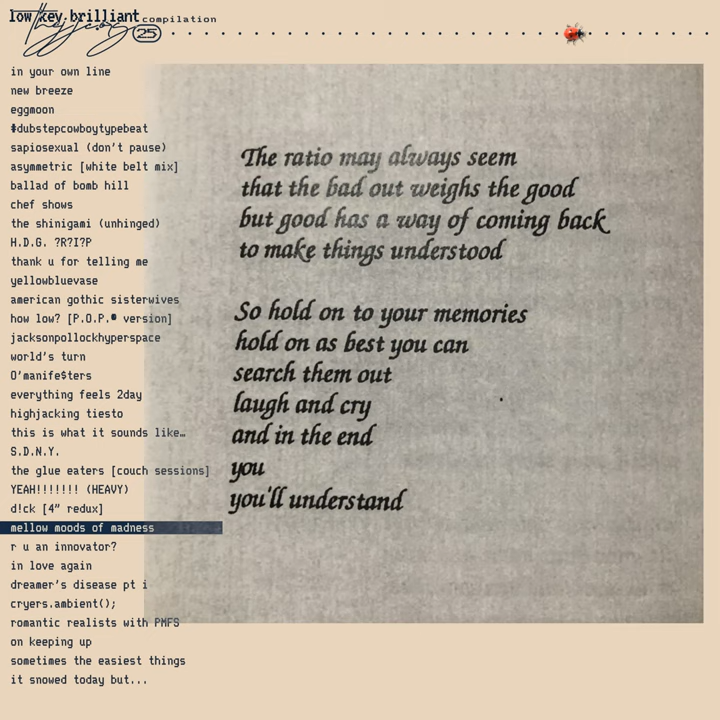 low key brilliant compilation
25
in your own line
new breeze
eggmoon
#dubstepcowboytypebeat
sapiosexual (don't pause)
asymmetric [white belt mix]
ballad of bomb hill
chef shows
the shinigami (unhinged)
H.D.G. ?R?I?P
thank u for telling me
yellowbluevase
american gothic sisterwives
how low? [P.O.P.® version]
jacksonpollockhyperspace
world's turn
O'manife$ters
everything feels 2day
highjacking tiesto
this is what it sounds like…
S.D.N.Y.
the glue eaters [couch sessions]
YEAH!!!!!!! (HEAVY)
d!ck [4” redux]
mellow moods of madness
r u an innovator?
in love again
dreamer's disease pt i
cryers.ambient();
romantic realists with PMFS
on keeping up
sometimes the easiest things
it snowed today but...
The ratio may always seem
that the bad out weighs the good
but good has a way of coming back
to make things understood
So hold on to your memories
hold on as best you can
search them out
laugh and cry
and in the end
you
you'll understand